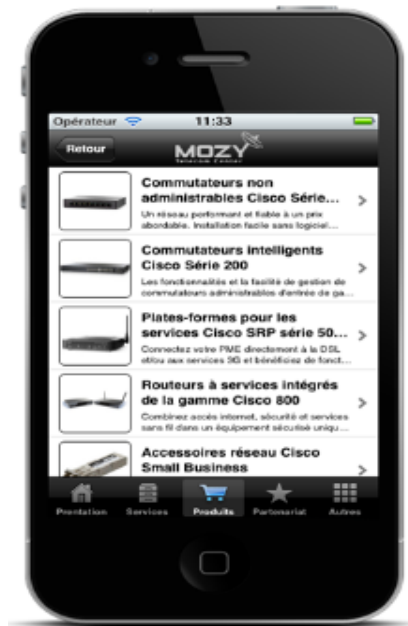 Opérateur 11:33
Retour
MOZY
Telecom Center
Commutateurs non
administrables Cisco Série...
Un réseau performant et fiable à un prix
abordable. Installation facile sans logiciel...
Commutateurs intelligents
Cisco Série 200
Les fonctionnalités et la facilité de gestion de
commutateurs administrables d'entrée de ga...
Plates-formes pour les
services Cisco SRP série 50...
Connectez votre PME directement à la DSL
et/ou aux services 3G et bénéficiez de fonct...
Routeurs à services intégrés
de la gamme Cisco 800
Combinez accès internet, sécurité et services
sans fil dans un équipement sécurisé uniqu...
Accessoires réseau Cisco
Small Business
Prentation Services Produits Partenariat Autres